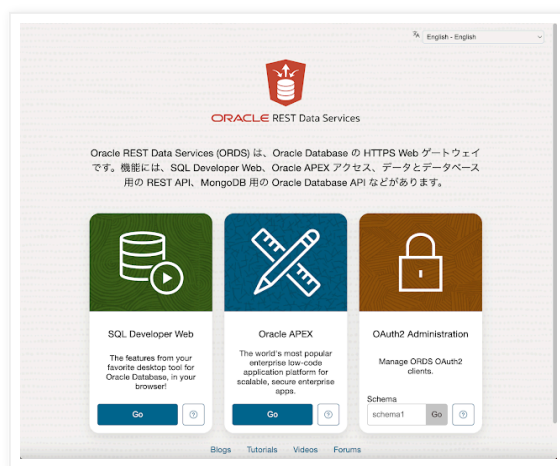 English - English
ORACLE REST Data Services
Oracle REST Data Services (ORDS) は、Oracle Database の HTTPS Web ゲートウェイ
です。機能には、SQL Developer Web、Oracle APEX アクセス、データとデータベース
用の REST API、MongoDB 用の Oracle Database API などがあります。
SQL Developer Web
The features from your
favorite desktop tool for
Oracle Database, in your
browser!
Go
Oracle APEX
The world's most popular
enterprise low-code
application platform for
scalable, secure enterprise
apps.
Go
OAuth2 Administration
Manage ORDS OAuth2
clients.
Schema
schema1 Go
Blogs Tutorials Videos Forums